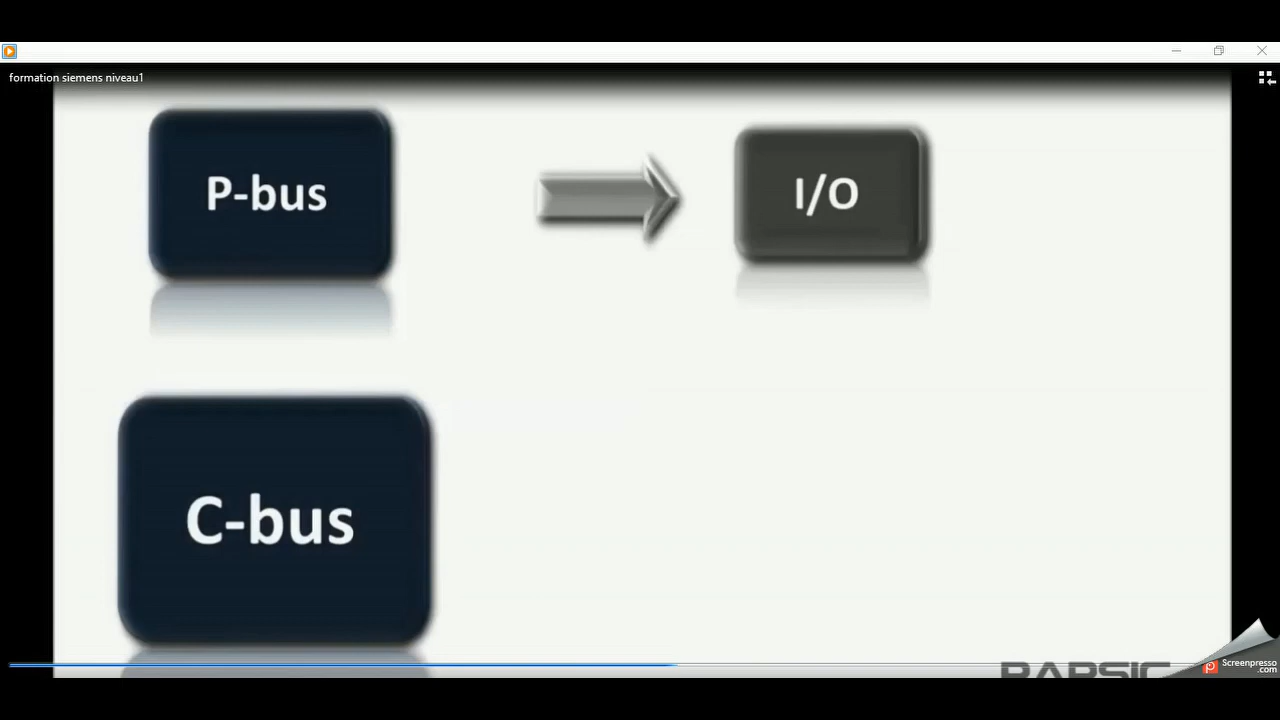 formation siemens niveau1
P-bus
I/O
C-bus
Screenpresso
.com